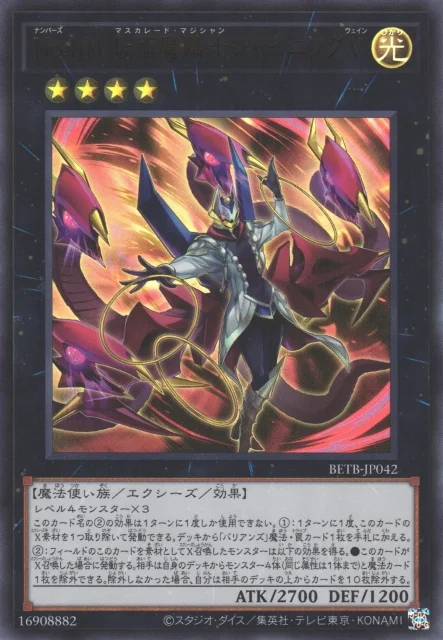 ナンバーズ マスカレード・マジシャン ヴェイン
光
BETB-JP042
【魔法使い族／エクシーズ／効果】
レベル4モンスター×3
このカード名の②の効果は1ターンに1度しか使用できない。①:1ターンに1度、このカードの
X素材を1つ取り除いて発動できる。デッキから「バリアンズ」魔法・罠カード1枚を手札に加える。
②:フィールドのこのカードを素材としてX召喚したモンスターは以下の効果を得る。●このカードが
X召喚した場合に発動する。相手は自身のデッキからモンスター4体(同じ属性は1体まで)と魔法カード
1枚を除外できる。除外しなかった場合、自分は相手のデッキの上からカードを10枚除外する。
ATK/2700 DEF/1200
16908882 ©スタジオ・ダイス／集英社・テレビ東京・KONAMI